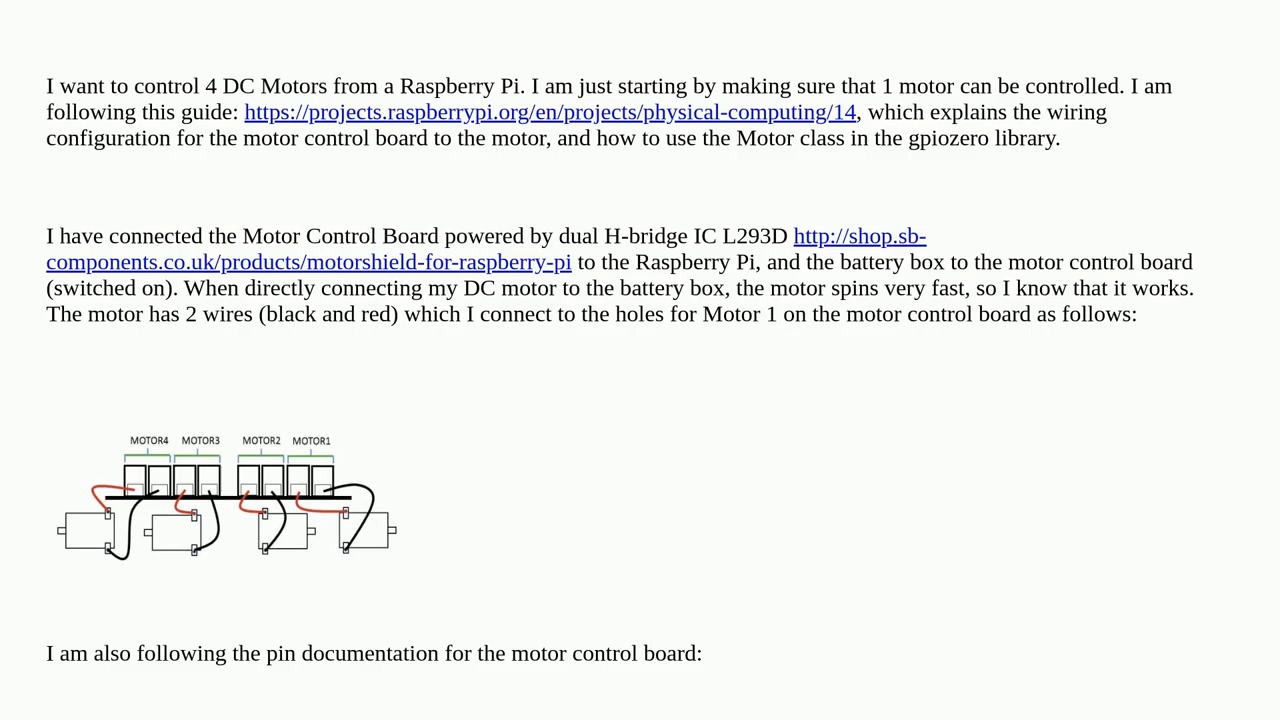 I want to control 4 DC Motors from a Raspberry Pi. I am just starting by making sure that 1 motor can be controlled. I am
following this guide: https://projects.raspberrypi.org/en/projects/physical-computing/14, which explains the wiring
configuration for the motor control board to the motor, and how to use the Motor class in the gpiozero library.
I have connected the Motor Control Board powered by dual H-bridge IC L293D http://shop.sb-
components.co.uk/products/motorshield-for-raspberry-pi to the Raspberry Pi, and the battery box to the motor control board
(switched on). When directly connecting my DC motor to the battery box, the motor spins very fast, so I know that it works.
The motor has 2 wires (black and red) which I connect to the holes for Motor 1 on the motor control board as follows:
MOTOR4 MOTOR3 MOTOR2 MOTOR1
I am also following the pin documentation for the motor control board: